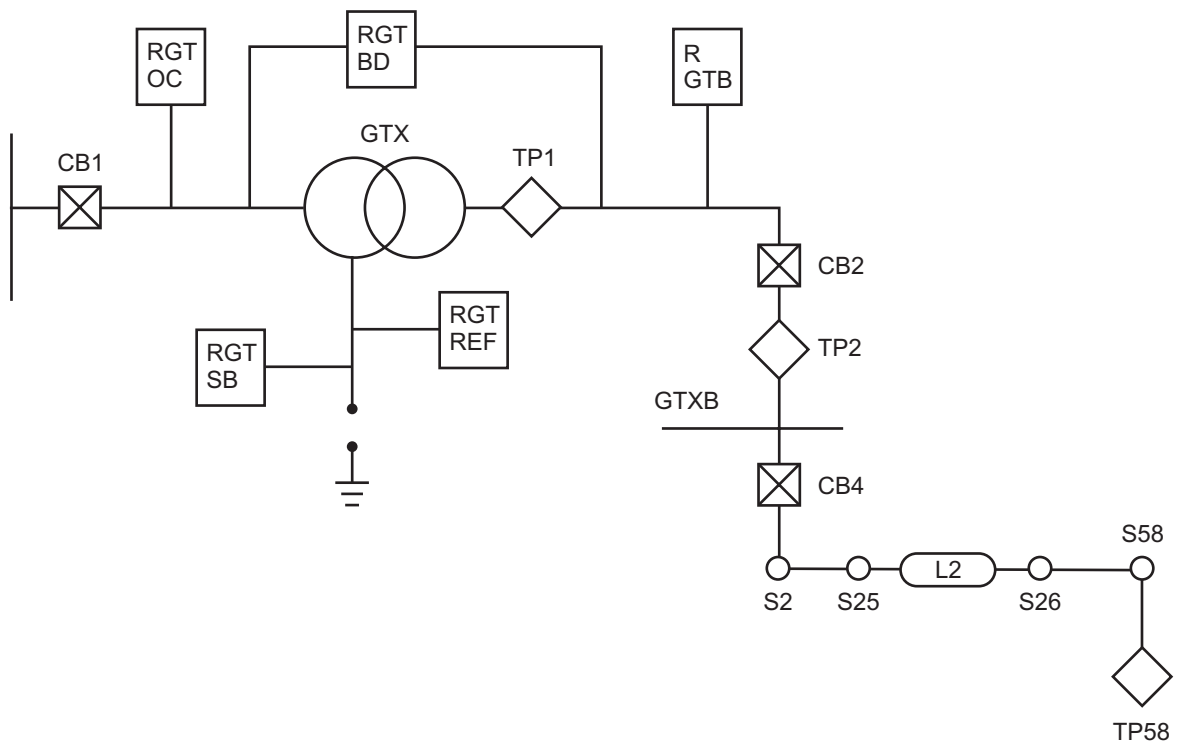 RGT
OC
RGT
BD
R
GTB
GTX
CB1
TP1
CB2
RGT
REF
RGT
SB
TP2
GTXB
CB4
S58
L2
S2
S25
S26
TP58